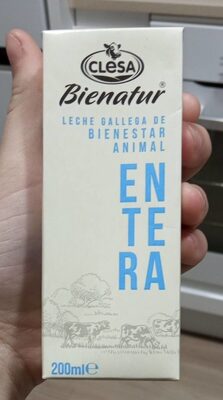 CLESA
Bienatur®
LECHE GALLEGA DE
BIENESTAR
ANIMAL
EN
TE
RA
200ml℮